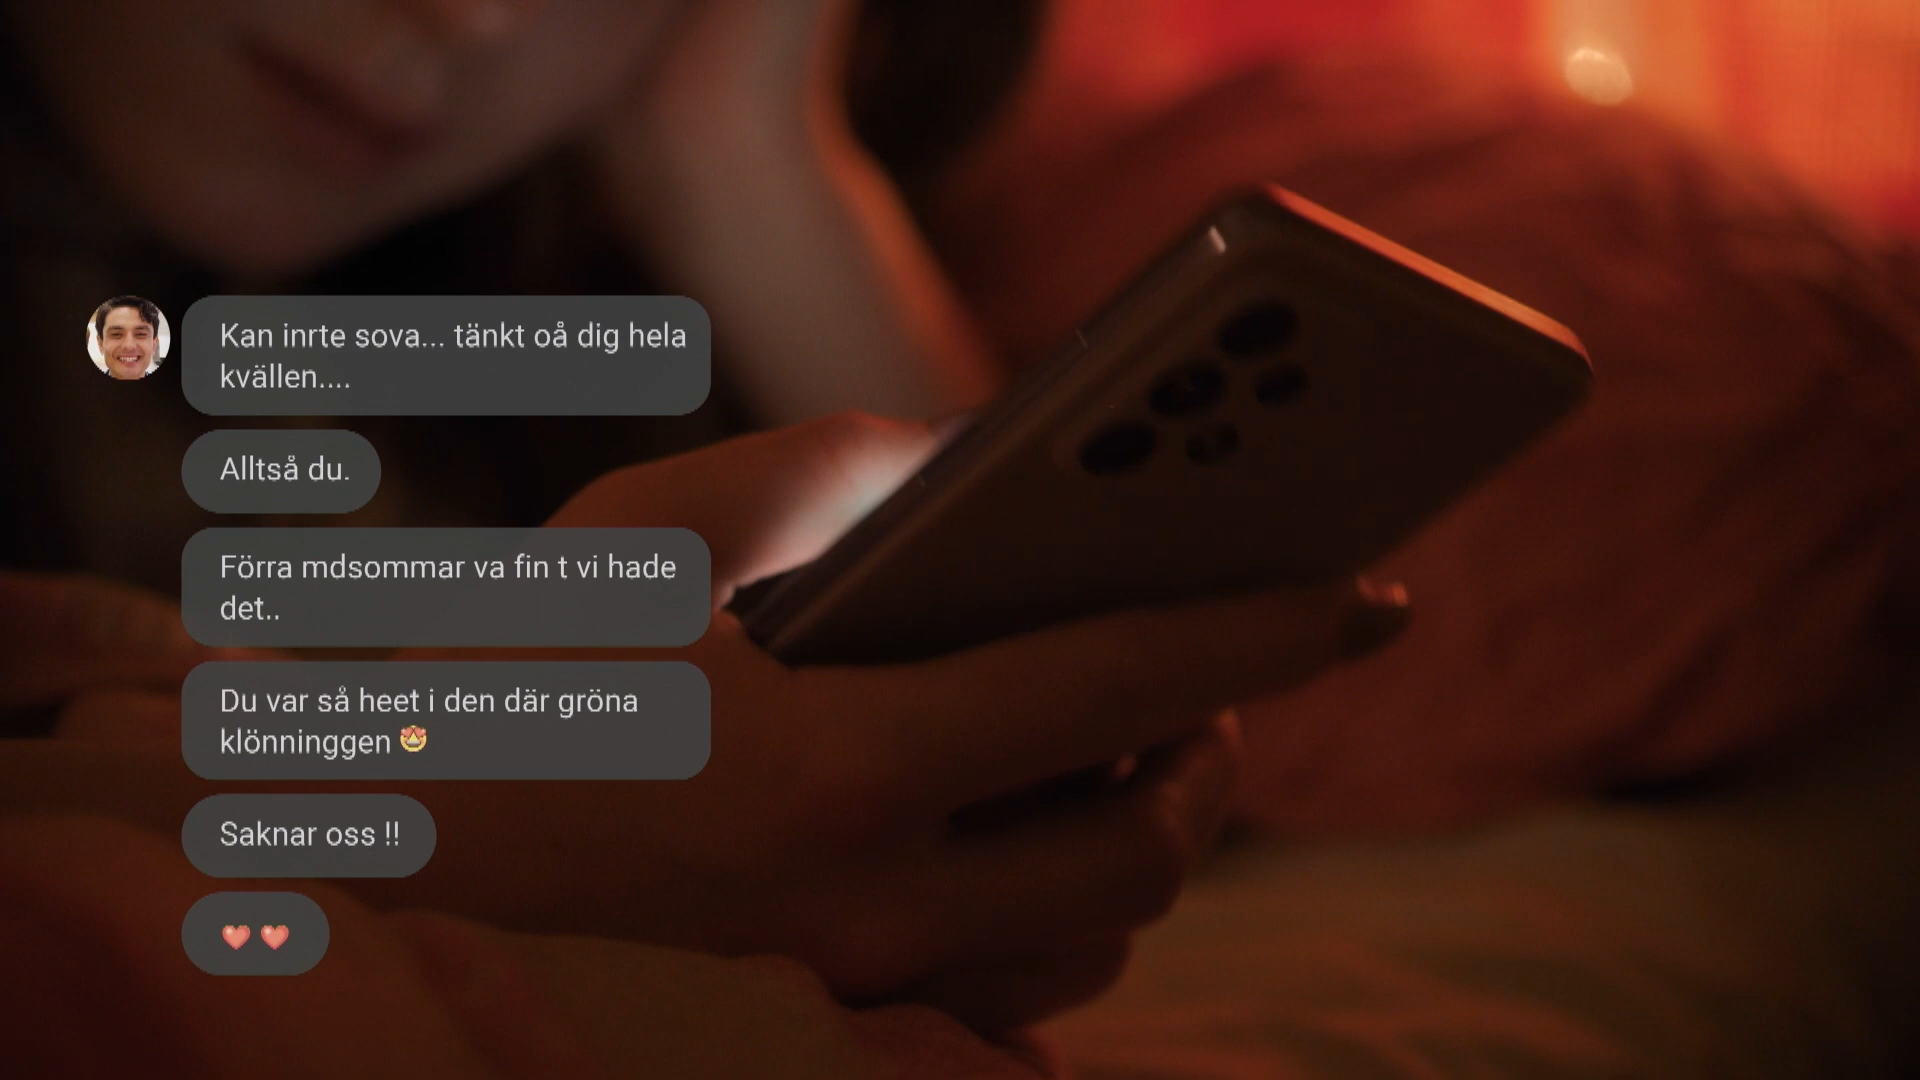 Kan inrte sova... tänkt oå dig hela
kvällen....
Alltså du.
Förra mdsommar va fin t vi hade
det..
Du var så heet i den där gröna
klönninggen 😍
Saknar oss !!
❤️ ❤️